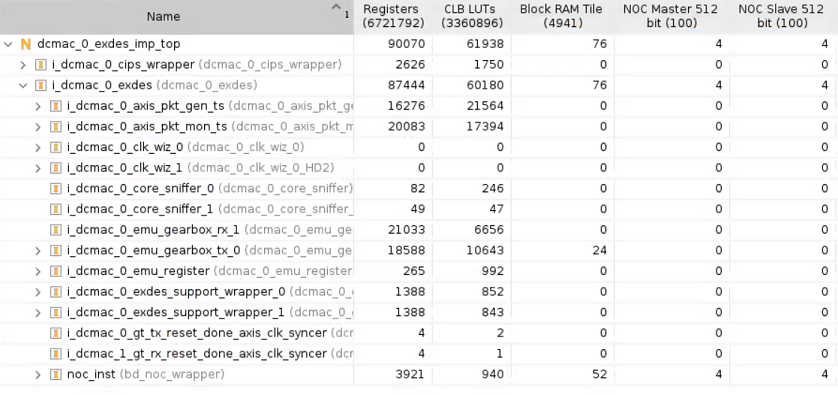 Name 1 Registers (6721792) CLB LUTs (3360896) Block RAM Tile (4941) NOC Master 512 bit (100) NOC Slave 512 bit (100)
N dcmac_0_exdes_imp_top 90070 61938 76 4 4
i_dcmac_0_cips_wrapper (dcmac_0_cips_wrapper) 2626 1750 0 0 0
i_dcmac_0_exdes (dcmac_0_exdes) 87444 60180 76 4 4
i_dcmac_0_axis_pkt_gen_ts (dcmac_0_axis_pkt_ge 16276 21564 0 0 0
i_dcmac_0_axis_pkt_mon_ts (dcmac_0_axis_pkt_m 20083 17394 0 0 0
i_dcmac_0_clk_wiz_0 (dcmac_0_clk_wiz_0) 0 0 0 0 0
i_dcmac_0_clk_wiz_1 (dcmac_0_clk_wiz_0_HD2) 0 0 0 0 0
i_dcmac_0_core_sniffer_0 (dcmac_0_core_sniffer) 82 246 0 0 0
i_dcmac_0_core_sniffer_1 (dcmac_0_core_sniffer_ 49 47 0 0 0
i_dcmac_0_emu_gearbox_rx_1 (dcmac_0_emu_ge 21033 6656 0 0 0
i_dcmac_0_emu_gearbox_tx_0 (dcmac_0_emu_ge 18588 10643 24 0 0
i_dcmac_0_emu_register (dcmac_0_emu_register 265 992 0 0 0
i_dcmac_0_exdes_support_wrapper_0 (dcmac_0_e 1388 852 0 0 0
i_dcmac_0_exdes_support_wrapper_1 (dcmac_0_e 1388 843 0 0 0
i_dcmac_0_gt_tx_reset_done_axis_clk_syncer (dcr 4 2 0 0 0
i_dcmac_1_gt_rx_reset_done_axis_clk_syncer (dcr 4 1 0 0 0
noc_inst (bd_noc_wrapper) 3921 940 52 4 4